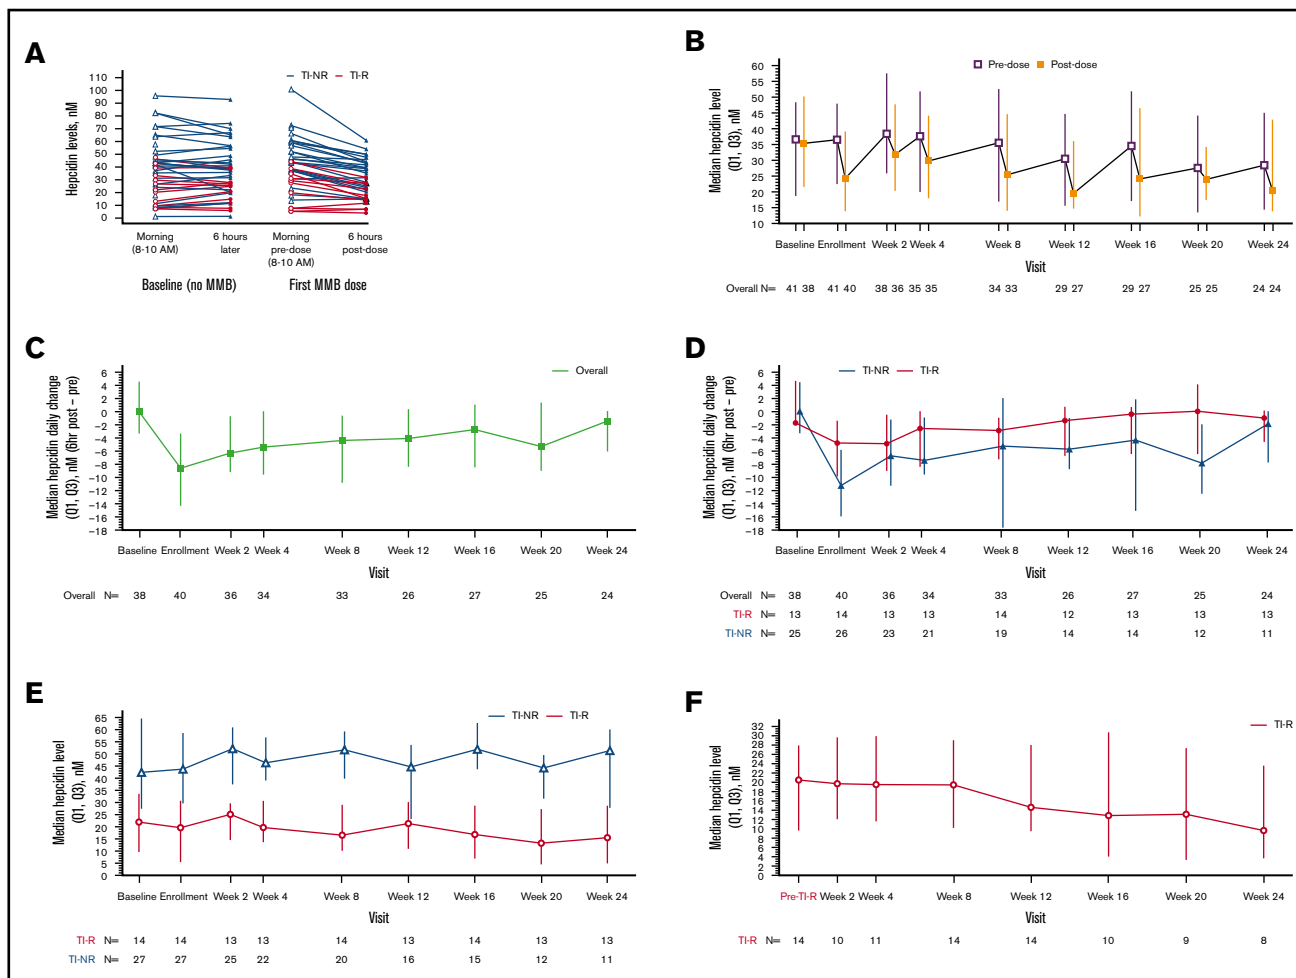 A
TI-NR TI-R
Hepcidin levels, nM
110
100
90
80
70
60
50
40
30
20
10
0
Morning (8-10 AM)
6 hours later
Morning pre-dose (8-10 AM)
6 hours post-dose
Baseline (no MMB)
First MMB dose
B
Pre-dose Post-dose
Median hepcidin level
(Q1, Q3), nM
60
55
50
45
40
35
30
25
20
15
10
Baseline Enrollment Week 2 Week 4 Week 8 Week 12 Week 16 Week 20 Week 24
Visit
Overall N= 41 38 41 40 38 36 35 35 34 33 29 27 29 27 25 25 24 24
C
Overall
Median hepcidin daily change
(Q1, Q3), nM (6hr post – pre)
6
4
2
0
–2
–4
–6
–8
–10
–12
–14
–16
–18
Baseline Enrollment Week 2 Week 4 Week 8 Week 12 Week 16 Week 20 Week 24
Visit
Overall N= 38 40 36 34 33 26 27 25 24
D
TI-NR TI-R
Median hepcidin daily change
(Q1, Q3), nM (6hr post – pre)
6
4
2
0
–2
–4
–6
–8
–10
–12
–14
–16
–18
Baseline Enrollment Week 2 Week 4 Week 8 Week 12 Week 16 Week 20 Week 24
Visit
Overall N= 38 40 36 34 33 26 27 25 24
TI-R N= 13 14 13 13 14 12 13 13 13
TI-NR N= 25 26 23 21 19 14 14 12 11
E
TI-NR TI-R
Median hepcidin level
(Q1, Q3), nM
65
60
55
50
45
40
35
30
25
20
15
10
5
0
Baseline Enrollment Week 2 Week 4 Week 8 Week 12 Week 16 Week 20 Week 24
Visit
TI-R N= 14 14 13 13 14 13 14 13 13
TI-NR N= 27 27 25 22 20 16 15 12 11
F
TI-R
Median hepcidin level
(Q1, Q3), nM
32
30
28
26
24
22
20
18
16
14
12
10
8
6
4
2
0
Pre-TI-R Week 2 Week 4 Week 8 Week 12 Week 16 Week 20 Week 24
Visit
TI-R N= 14 10 11 14 14 10 9 8